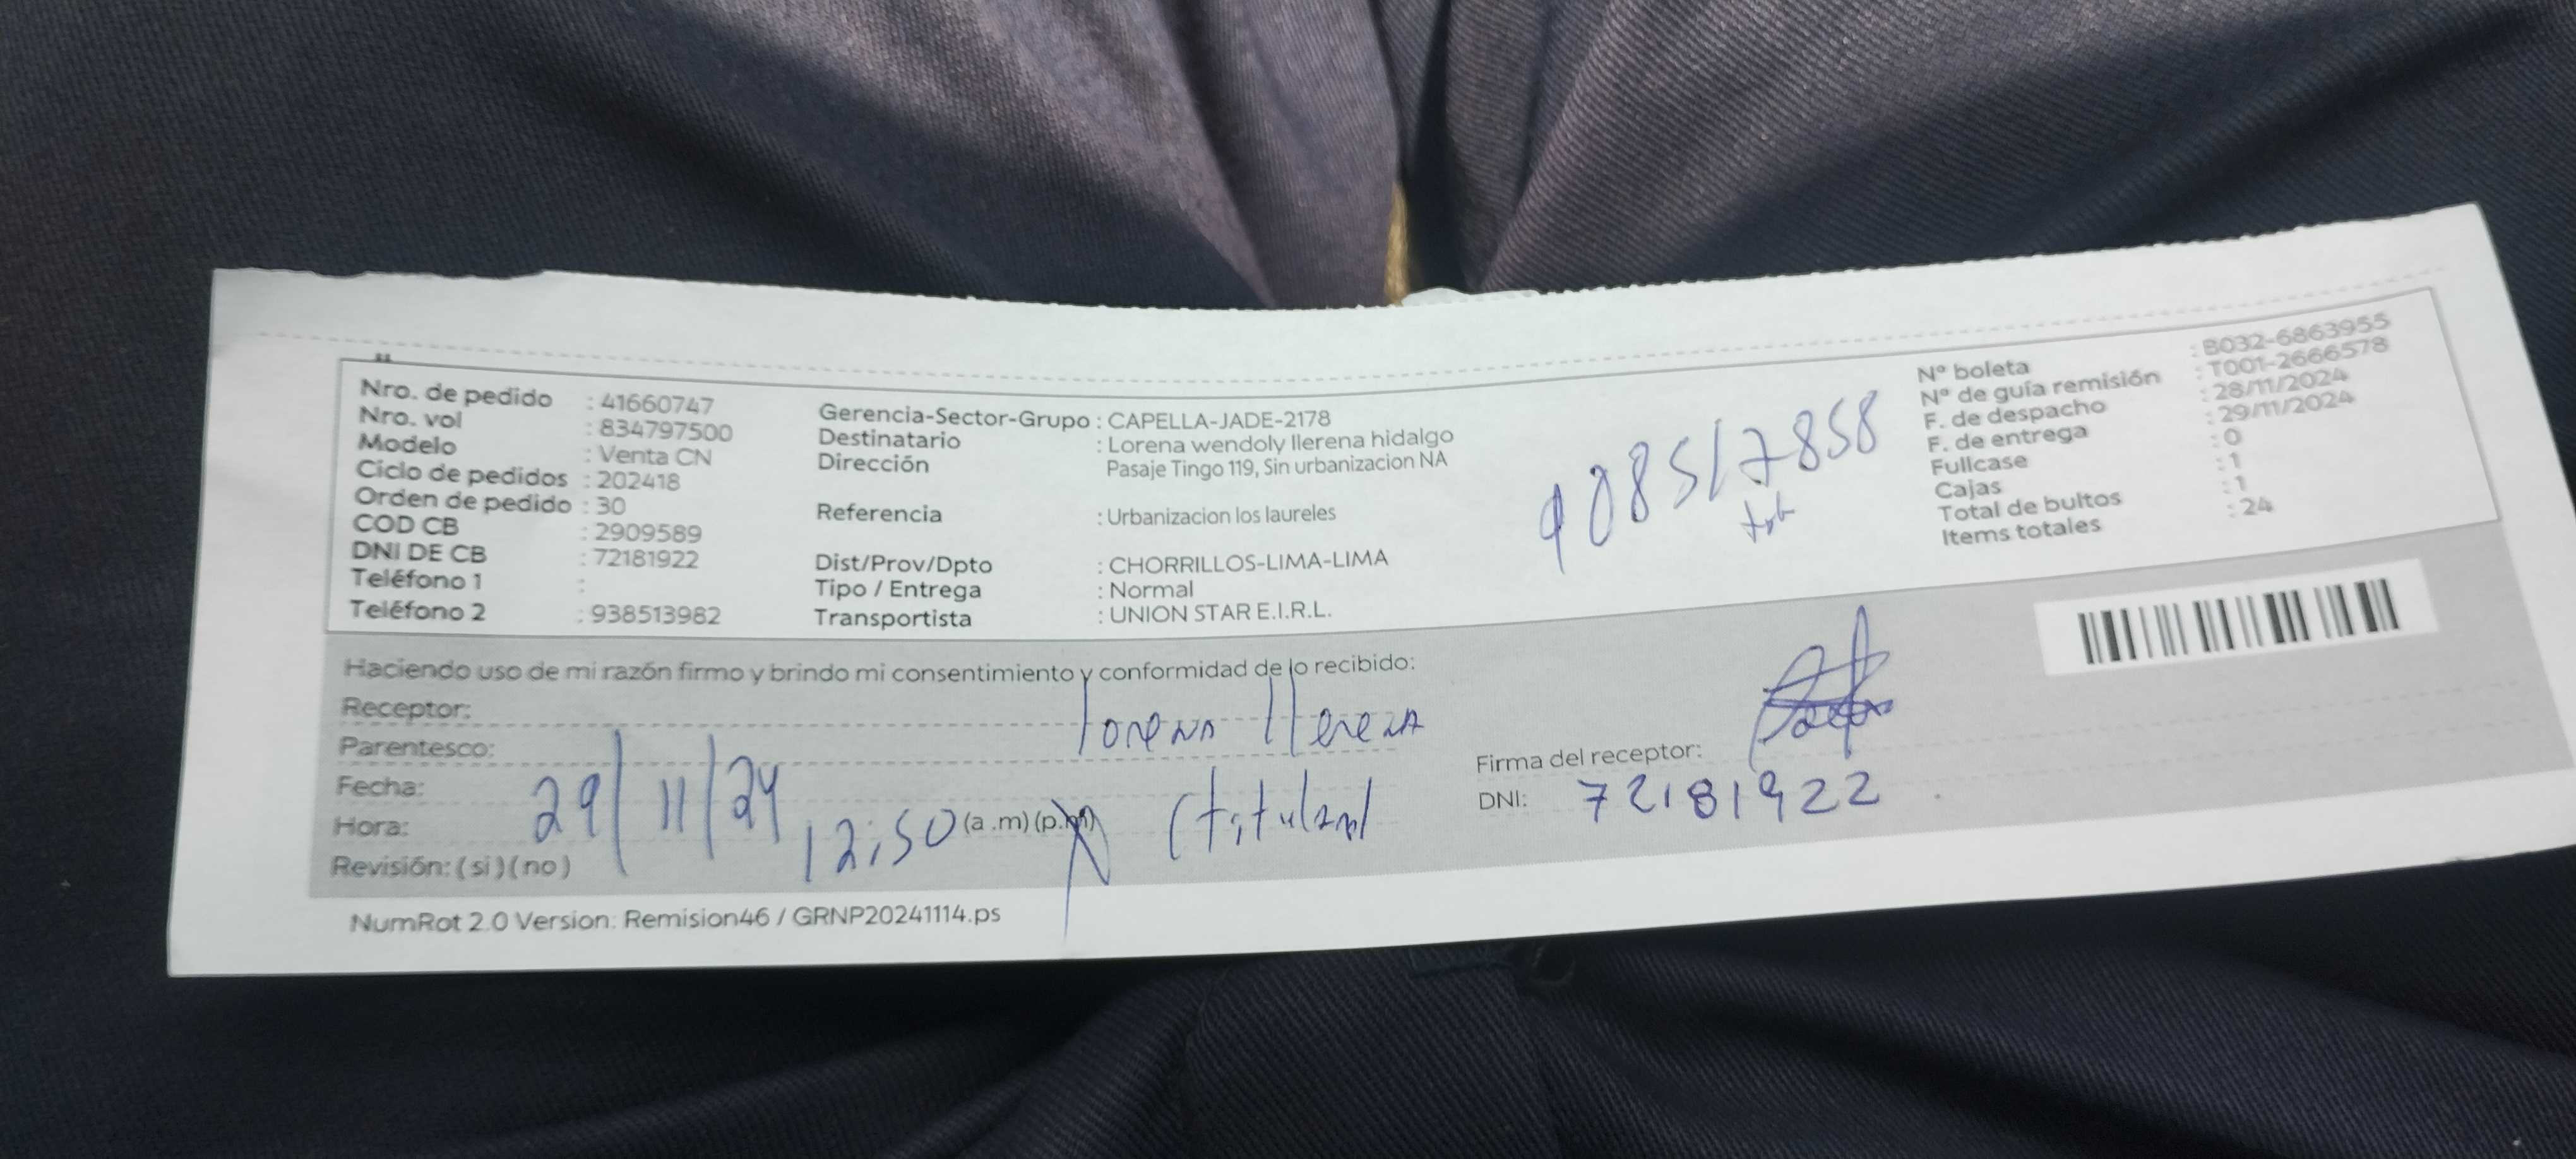 Nro. de pedido : 41660747
Nro. vol : 834797500
Modelo : Venta CN
Ciclo de pedidos : 202418
Orden de pedido : 30
COD CB : 2909589
DNI DE CB : 72181922
Teléfono 1 :
Teléfono 2 : 938513982
Gerencia-Sector-Grupo : CAPELLA-JADE-2178
Destinatario : Lorena wendoly llerena hidalgo
Dirección Pasaje Tingo 119, Sin urbanizacion NA
Referencia : Urbanizacion los laureles
Dist/Prov/Dpto : CHORRILLOS-LIMA-LIMA
Tipo / Entrega : Normal
Transportista : UNION STAR E.I.R.L.
908517858
Nº boleta : B032-6863955
Nº de guía remisión : T001-2666578
F. de despacho : 28/11/2024
F. de entrega : 29/11/2024
Fullcase : 0
Cajas : 1
Total de bultos : 1
Items totales : 24
Haciendo uso de mi razón firmo y brindo mi consentimiento y conformidad de lo recibido:
Receptor: Lorena Llerena
Parentesco: (titular)
Fecha: 29/11/24
Hora: 12:50 (a .m) (p.m)
Revisión: ( si ) ( no )
Firma del receptor:
DNI: 72181922
NumRot 2.0 Version: Remision46 / GRNP20241114.ps